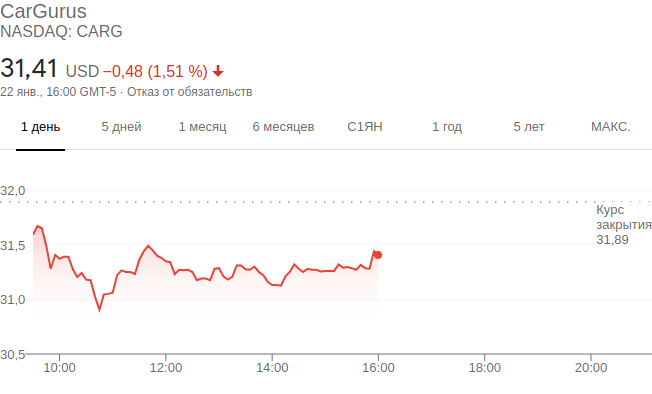 CarGurus
NASDAQ: CARG
31,41 USD −0,48 (1,51 %)
22 янв., 16:00 GMT-5 · Отказ от обязательств
1 день 5 дней 1 месяц 6 месяцев С1ЯН 1 год 5 лет МАКС.
32,0
Курс
закрытия
31,89
31,5
31,0
30,5
10:00 12:00 14:00 16:00 18:00 20:00